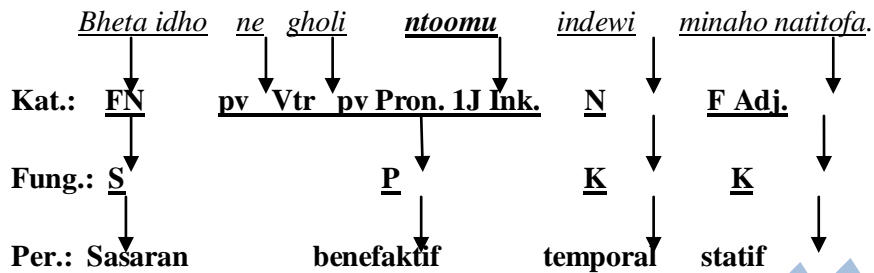 Bheta idho ne gholi ntoomu indewi minaho natitofa.
Kat.: FN pv Vtr pv Pron. 1J Ink. N F Adj.
Fung.: S P K K
Per.: Sasaran benefaktif temporal statif